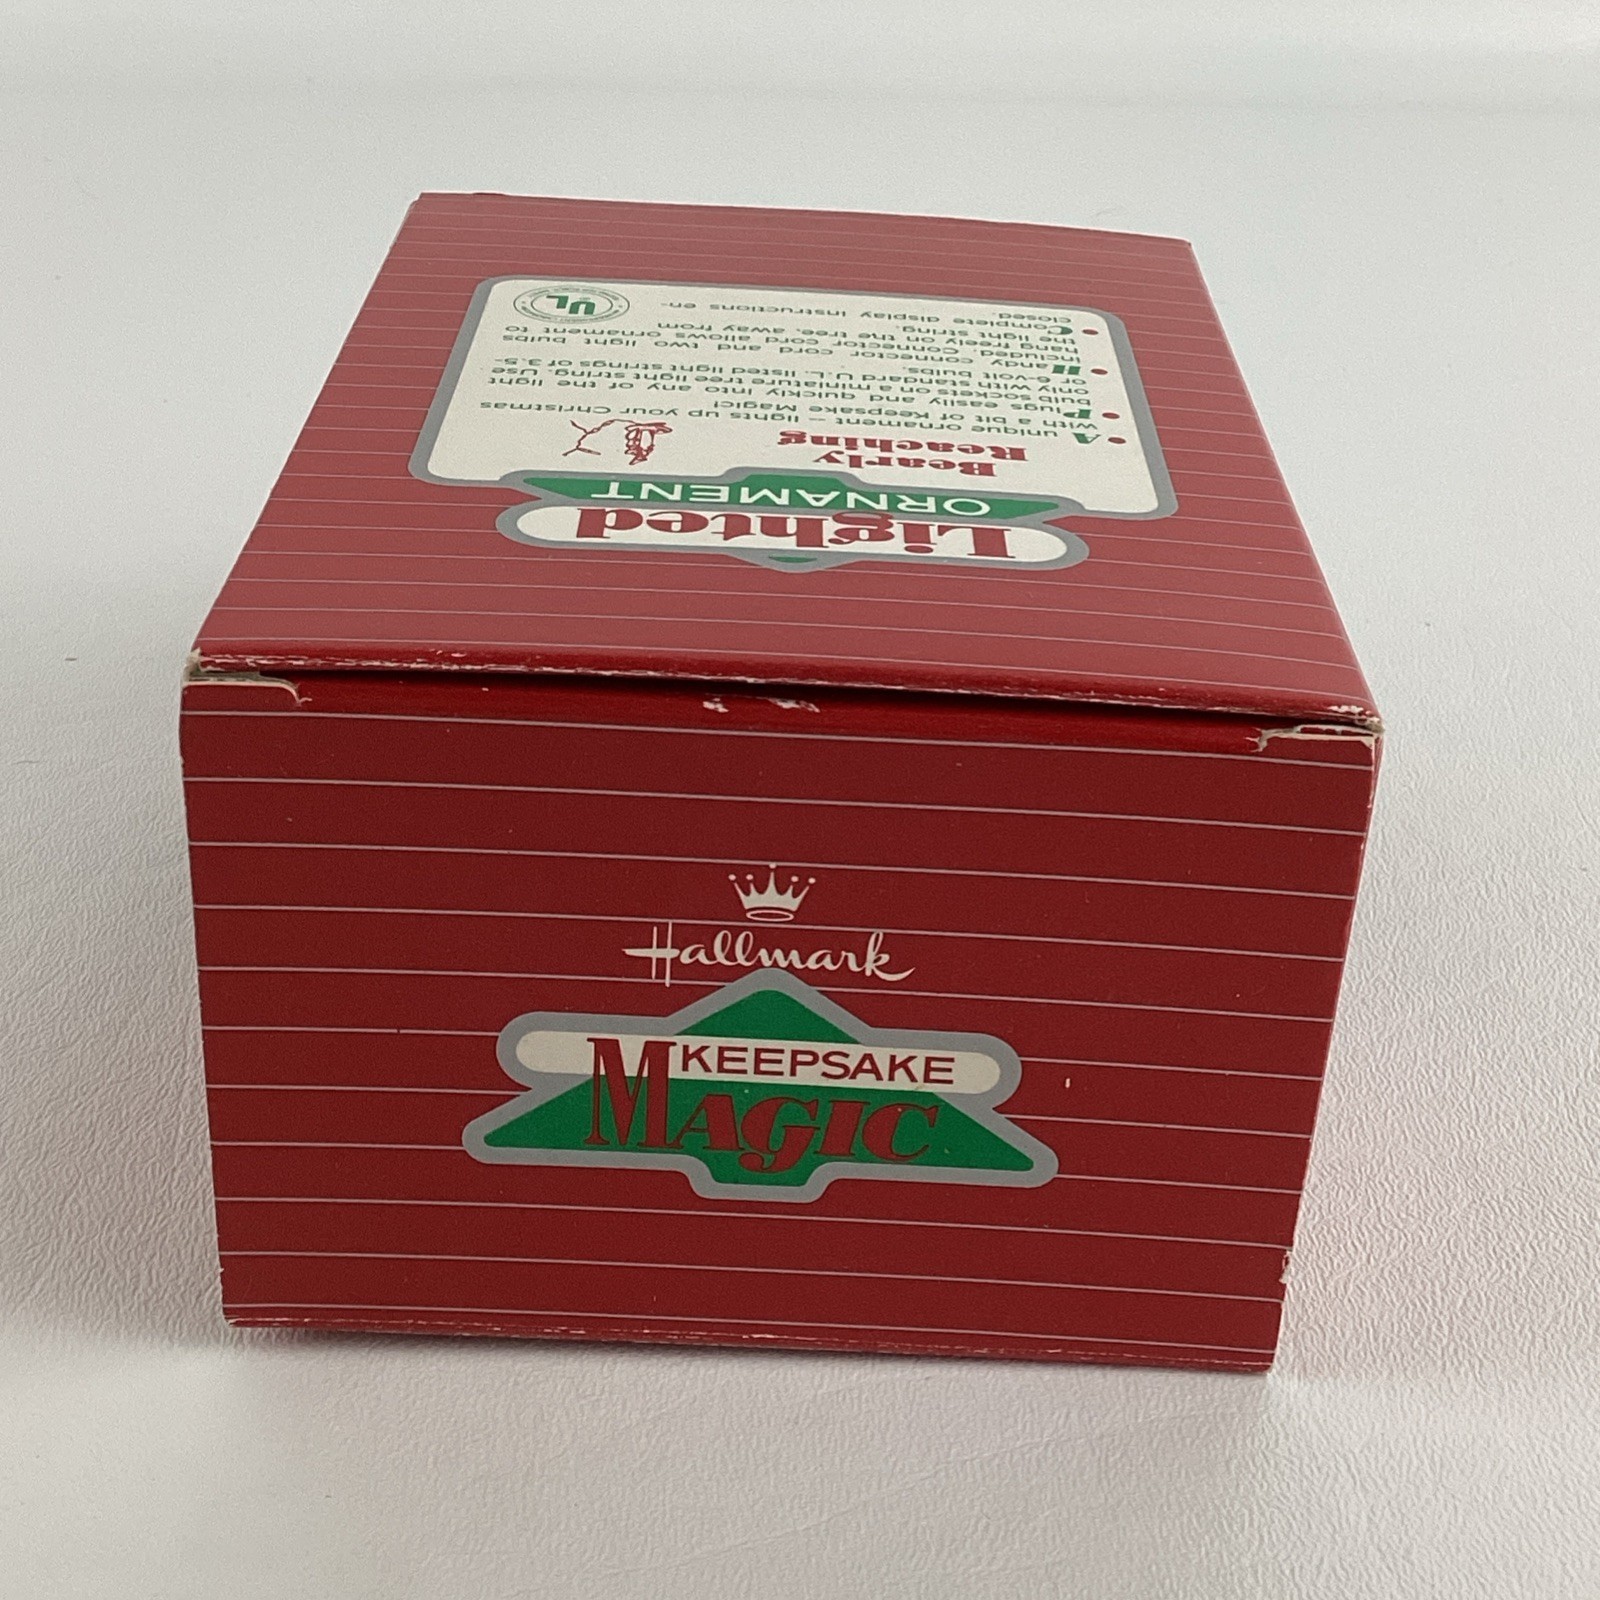 Hallmark
KEEPSAKE
MAGIC
Lighted
ORNAMENT
Bearly
Reaching
• A unique ornament — lights up your Christmas
with a bit of Keepsake Magic!
• Plugs easily and quickly into any of the light
bulb sockets on a miniature tree light string. Use
only with standard U.L. listed light strings of 3.5-
or 6-volt bulbs.
• Handy connector cord and two light bulbs
included. Connector cord allows ornament to
hang freely on the tree, away from
the light string.
• Complete display instructions en-
closed.
UL